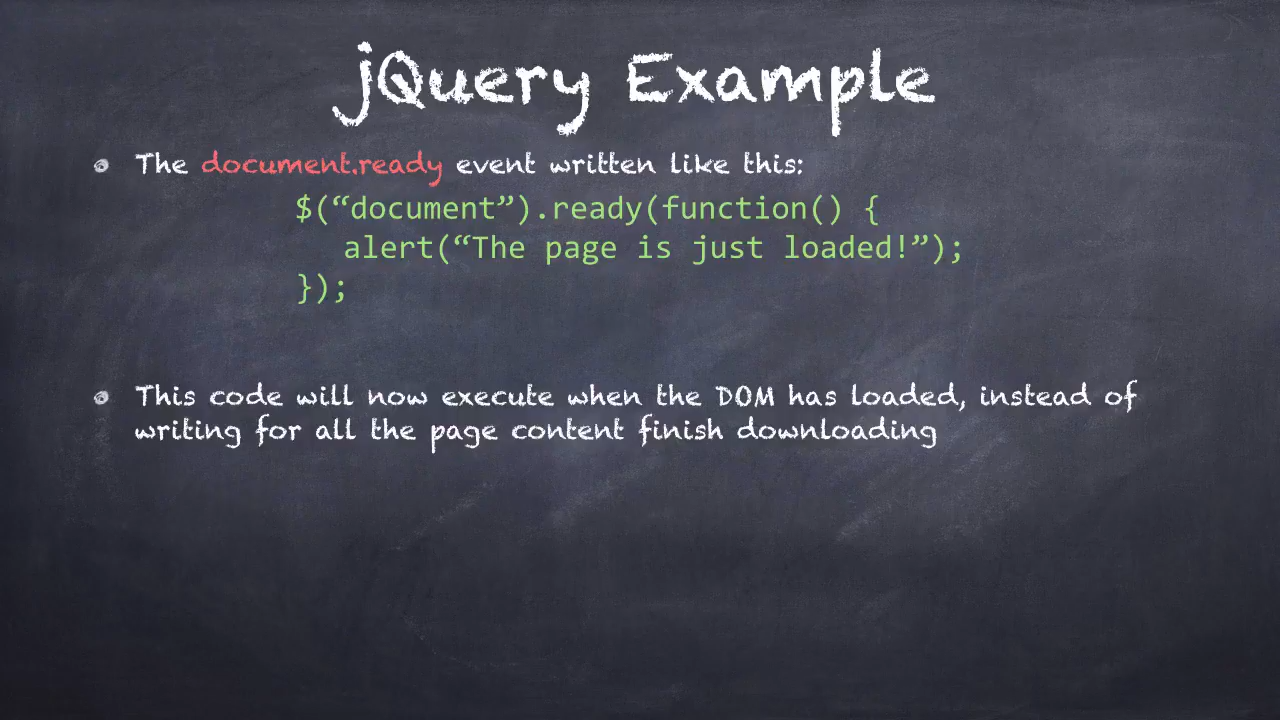 jQuery Example
The document.ready event written like this:
$(“document”).ready(function() {
alert(“The page is just loaded!”);
});
This code will now execute when the DOM has loaded, instead of
writing for all the page content finish downloading